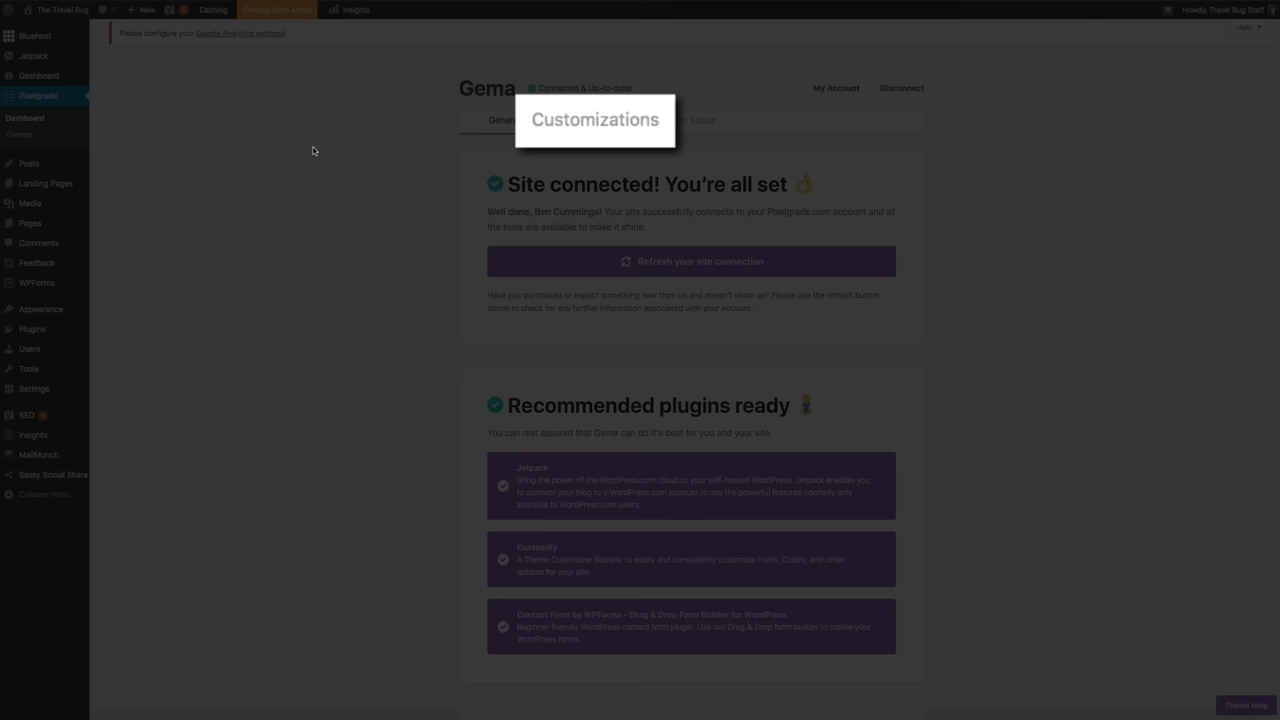 The Travel Bug 0 New 1 Caching Coming Soon Active Insights Howdy, Travel Bug Staff
Please configure your Google Analytics settings! Help
Bluehost
Jetpack
Dashboard
Pixelgrade
Dashboard
Themes
Posts
Landing Pages
Media
Pages
Comments
Feedback
WPForms
Appearance
Plugins
Users
Tools
Settings
SEO
Insights
MailMunch
Sassy Social Share
Collapse menu
Gema Connected & Up-to-date! My Account Disconnect
General Customizations Status
Site connected! You're all set
Well done, Ben Cummings! Your site successfully connects to your Pixelgrade.com account and all
the tools are available to make it shine.
Refresh your site connection
Have you purchased or expect something new from us and doesn't show up? Please use the refresh button
above to check for any further information associated with your account.
Recommended plugins ready
You can rest assured that Gema can do it's best for you and your site.
Jetpack
Bring the power of the WordPress.com cloud to your self-hosted WordPress. Jetpack enables you
to connect your blog to a WordPress.com account to use the powerful features normally only
available to WordPress.com users.
Customify
A Theme Customizer Booster to easily and consistently customize Fonts, Colors, and other
options for your site.
Contact Form by WPForms – Drag & Drop Form Builder for WordPress
Beginner friendly WordPress contact form plugin. Use our Drag & Drop form builder to create your
WordPress forms.
Theme Help